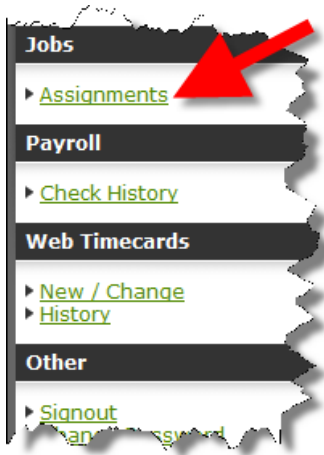 Jobs
Assignments
Payroll
Check History
Web Timecards
New / Change
History
Other
Signout